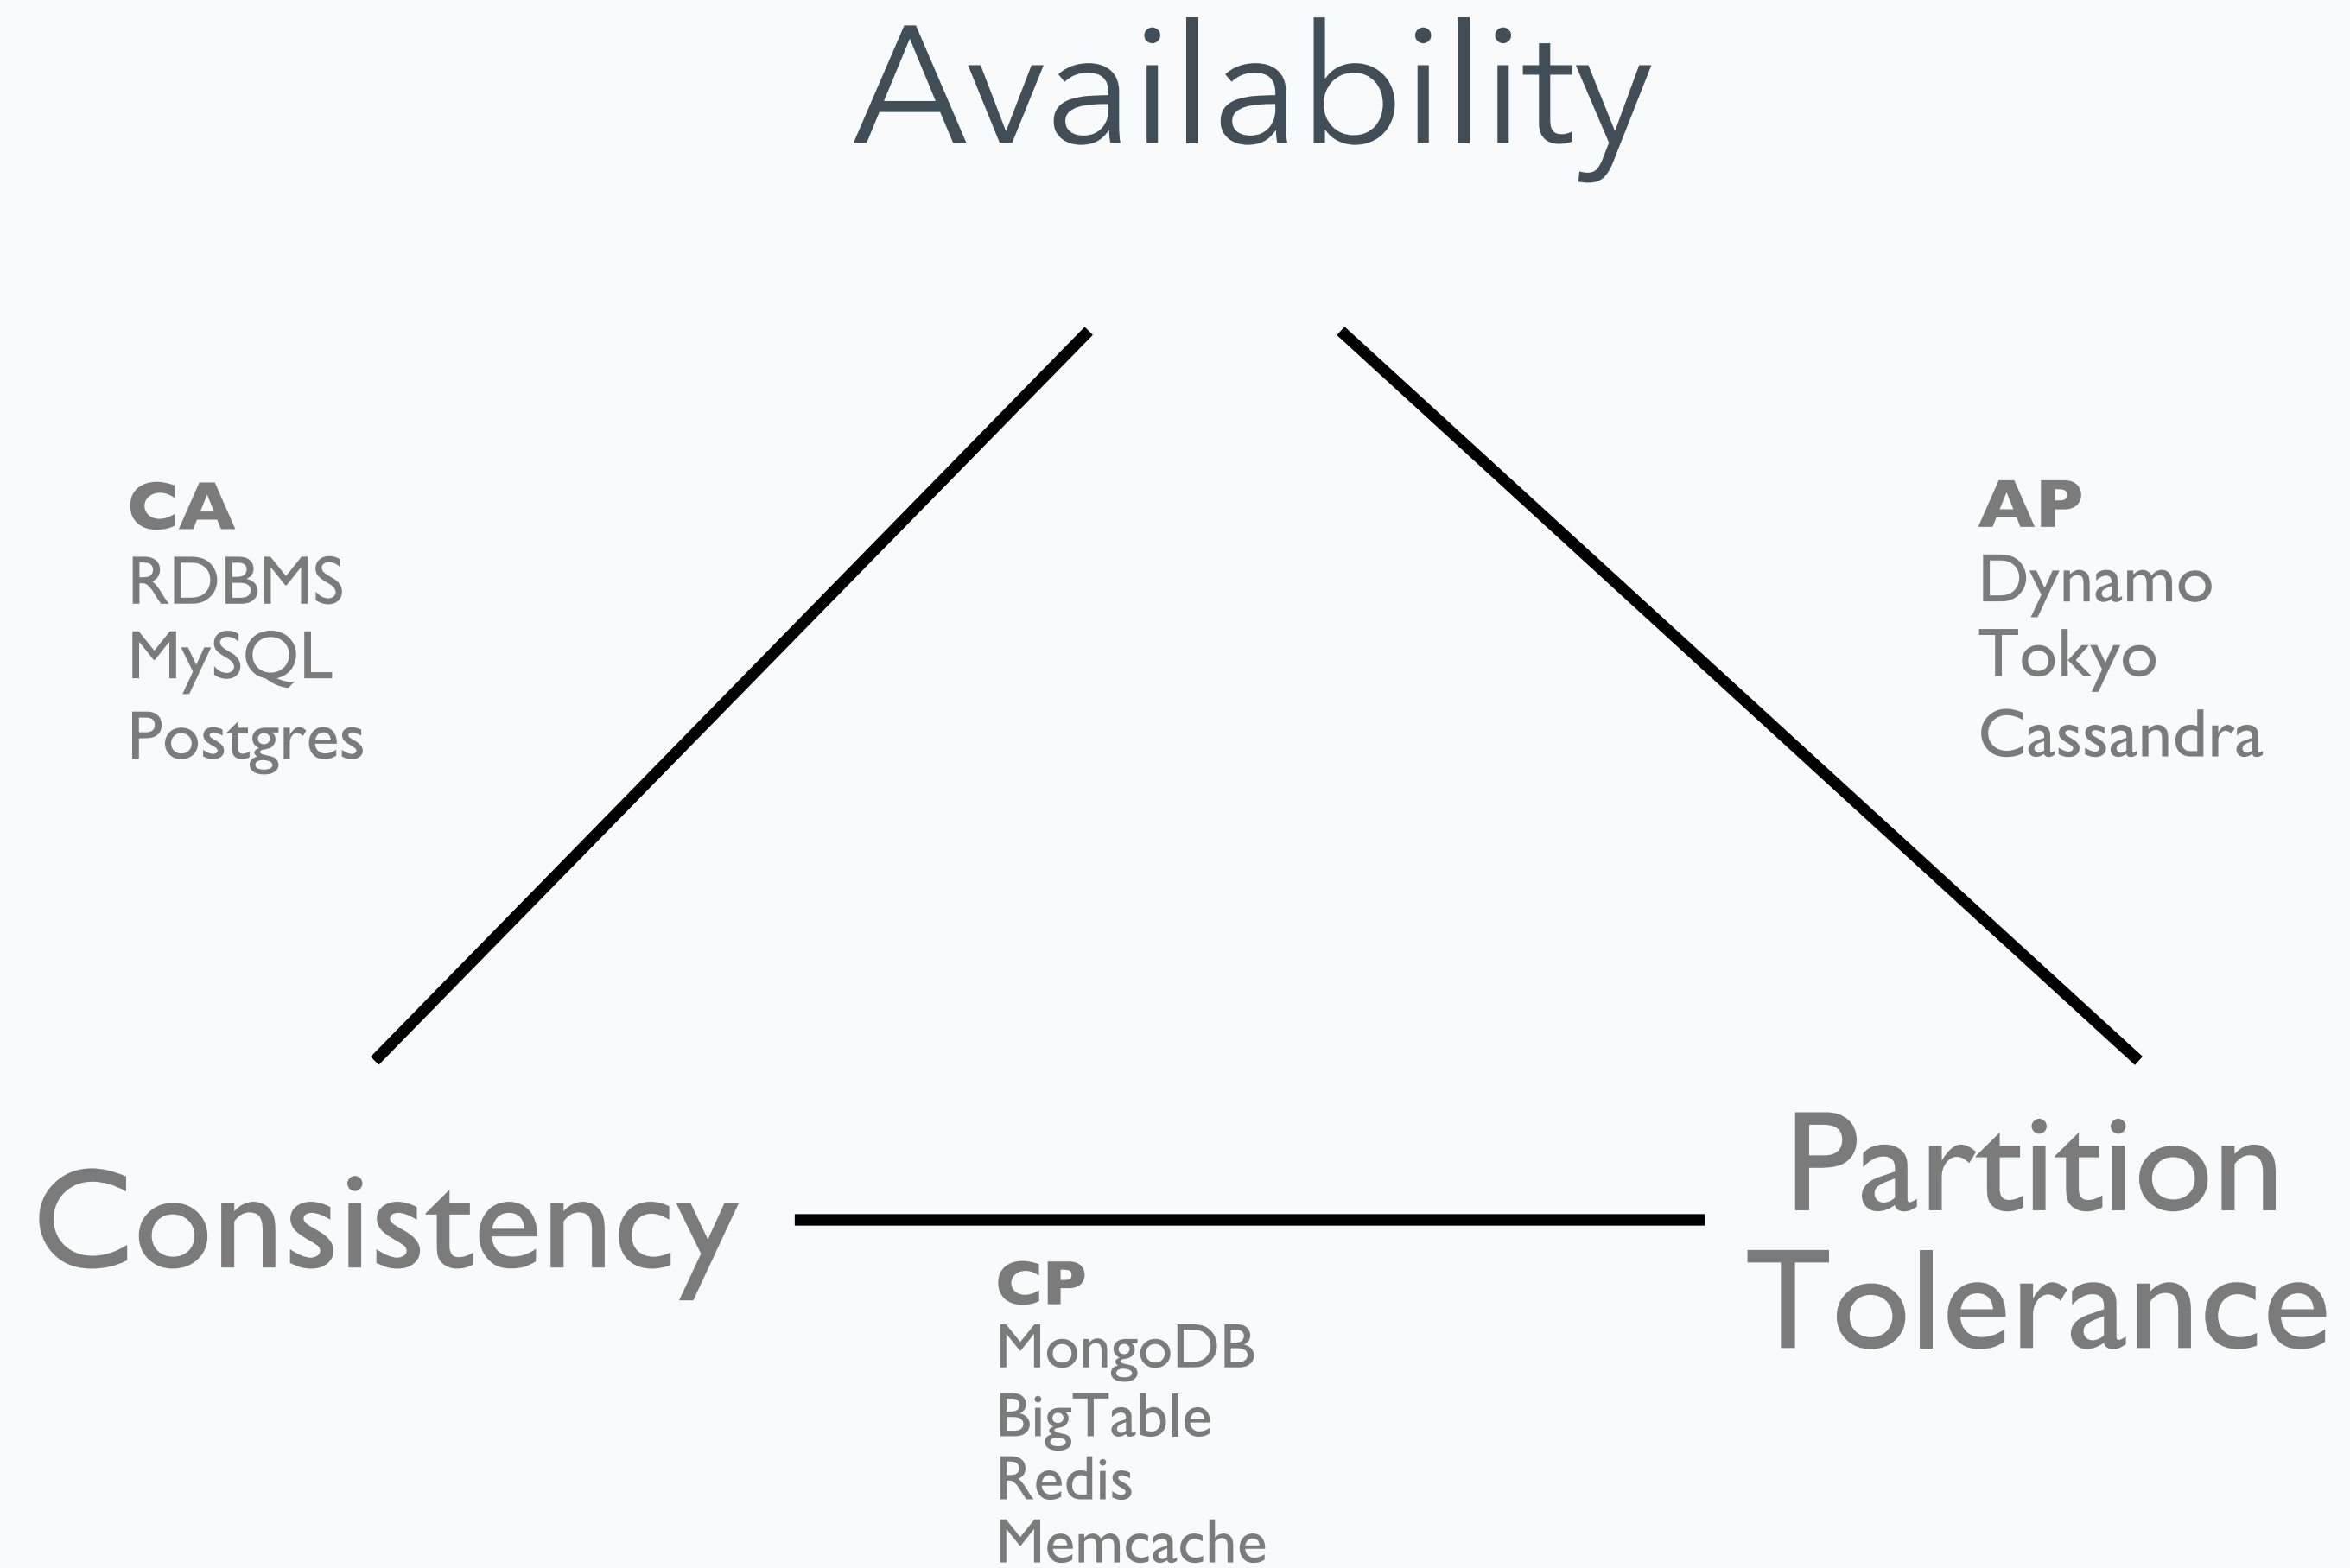 Availability
CA
RDBMS
MySQL
Postgres
AP
Dynamo
Tokyo
Cassandra
Consistency
Partition
Tolerance
CP
MongoDB
BigTable
Redis
Memcache